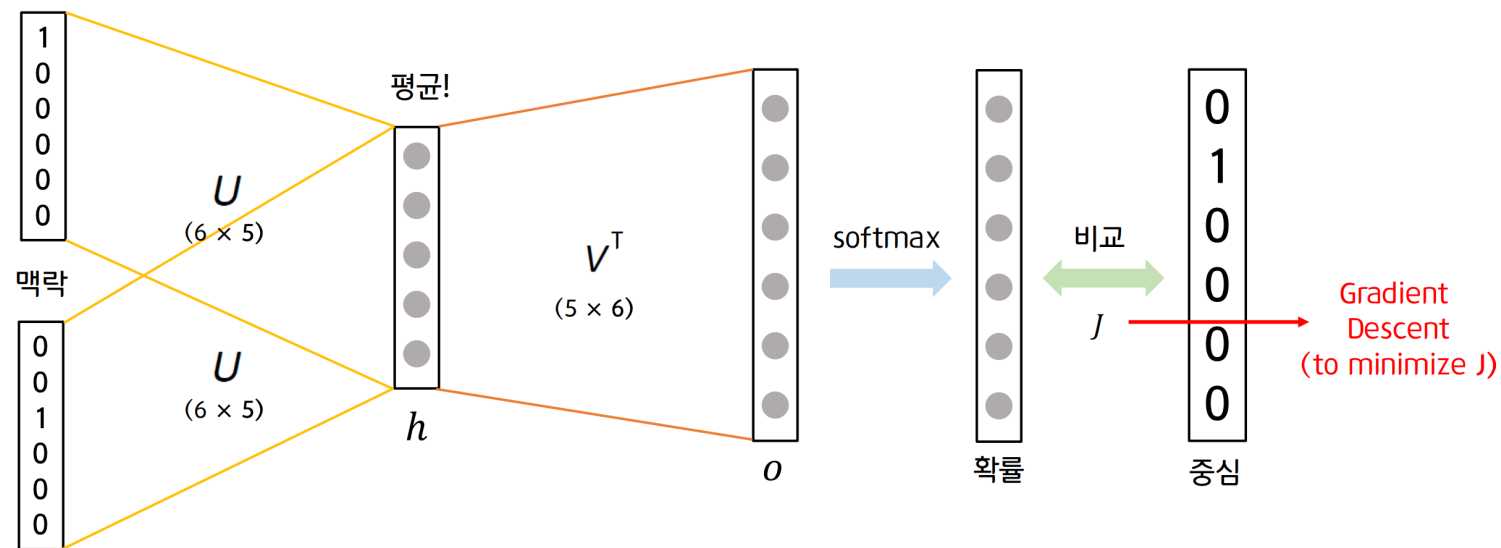 1
0
0
0
0
0
맥락
0
0
1
0
0
0
U
(6 × 5)
U
(6 × 5)
평균!
h
V^T
(5 × 6)
o
softmax
확률
비교
J
0
1
0
0
0
0
중심
Gradient
Descent
(to minimize J)